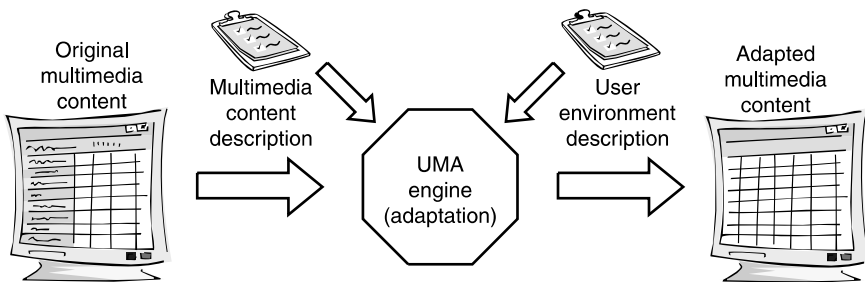 Original
multimedia
content
Multimedia
content
description
UMA
engine
(adaptation)
User
environment
description
Adapted
multimedia
content